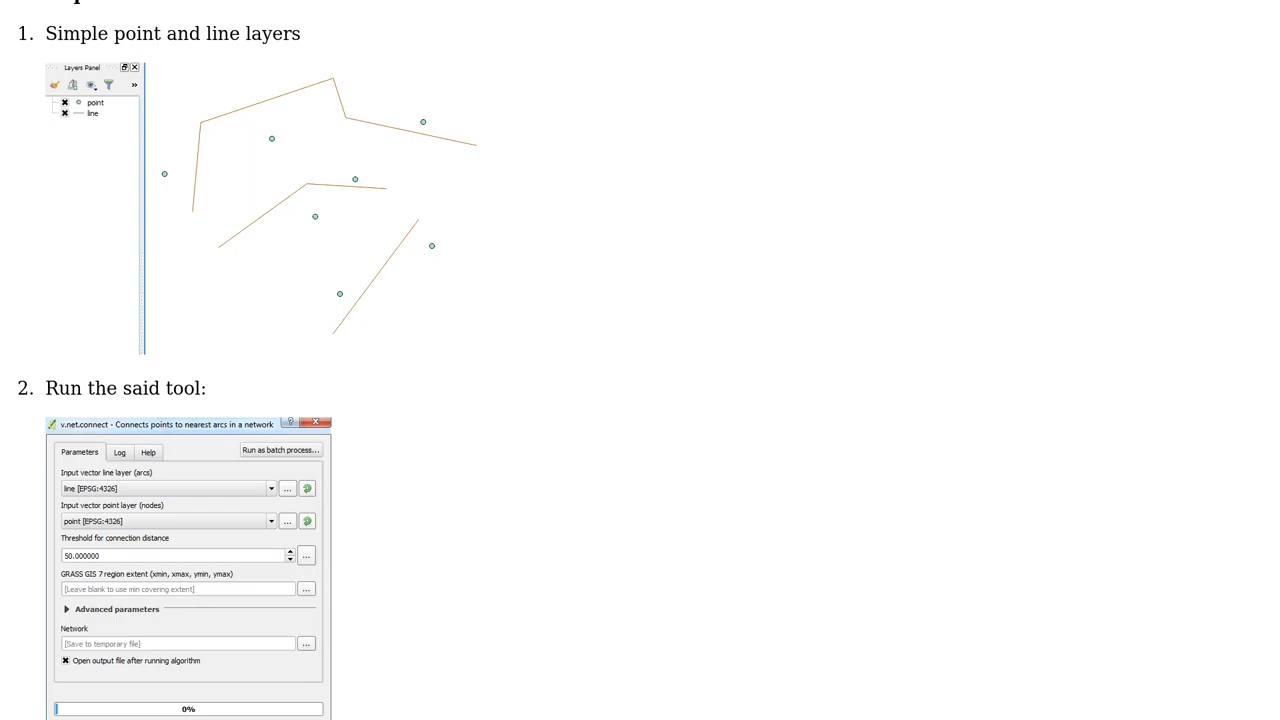 1. Simple point and line layers
Layers Panel
»
point
line
2. Run the said tool:
v.net.connect - Connects points to nearest arcs in a network
Parameters Log Help Run as batch process...
Input vector line layer (arcs)
line [EPSG:4326] ...
Input vector point layer (nodes)
point [EPSG:4326] ...
Threshold for connection distance
50.000000 ...
GRASS GIS 7 region extent (xmin, xmax, ymin, ymax)
[Leave blank to use min covering extent] ...
Advanced parameters
Network
[Save to temporary file] ...
Open output file after running algorithm
0%